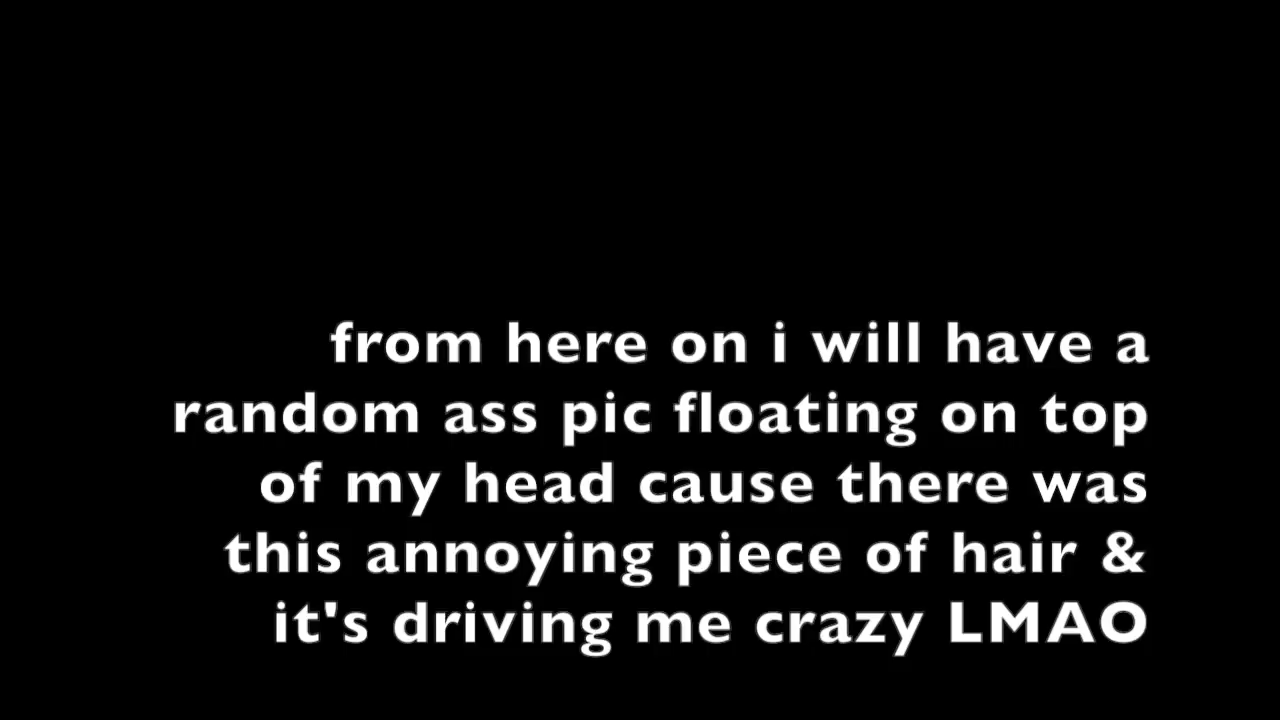 from here on i will have a
random ass pic floating on top
of my head cause there was
this annoying piece of hair &
it's driving me crazy LMAO